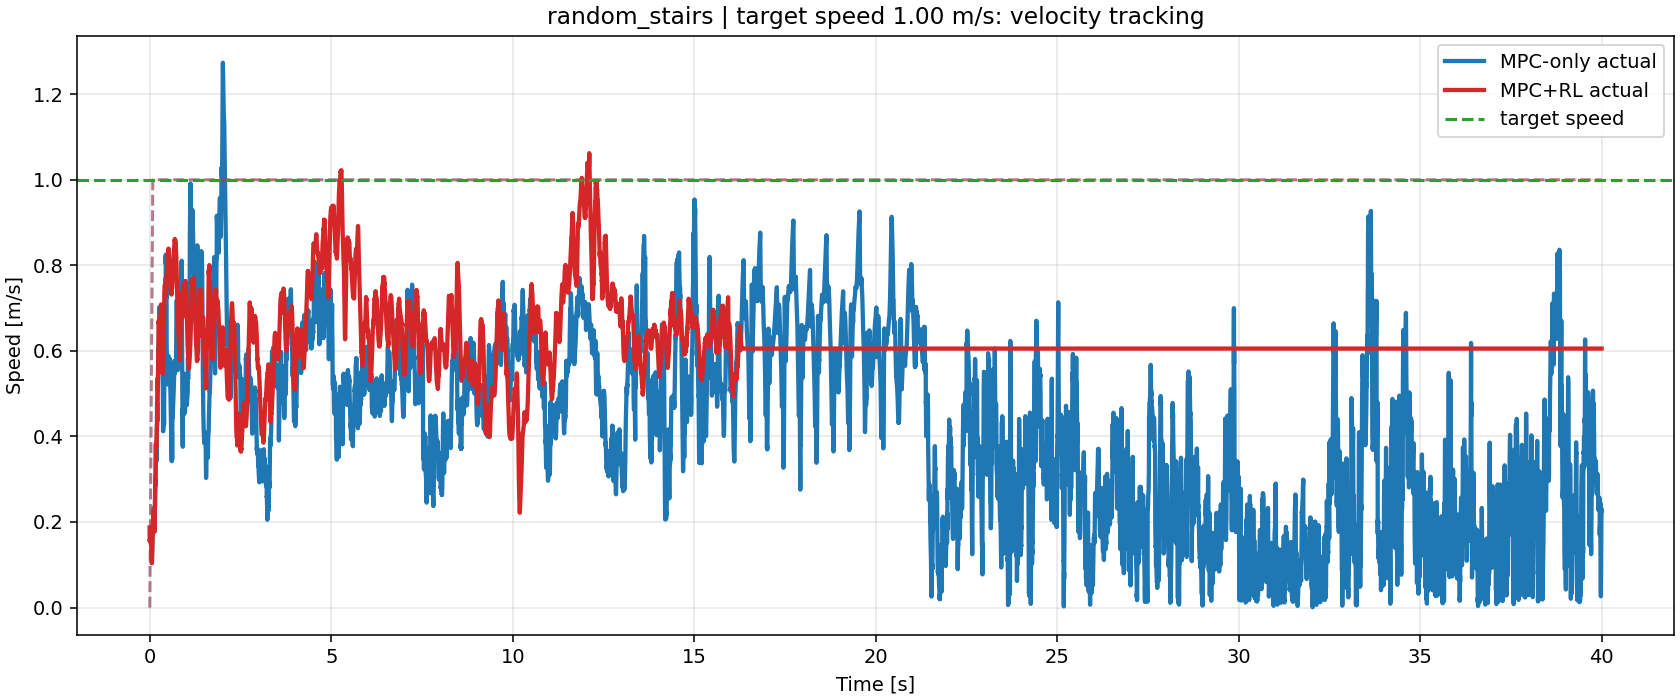 random_stairs | target speed 1.00 m/s: velocity tracking
MPC-only actual
MPC+RL actual
target speed
Speed [m/s]
1.2
1.0
0.8
0.6
0.4
0.2
0.0
0 5 10 15 20 25 30 35 40
Time [s]